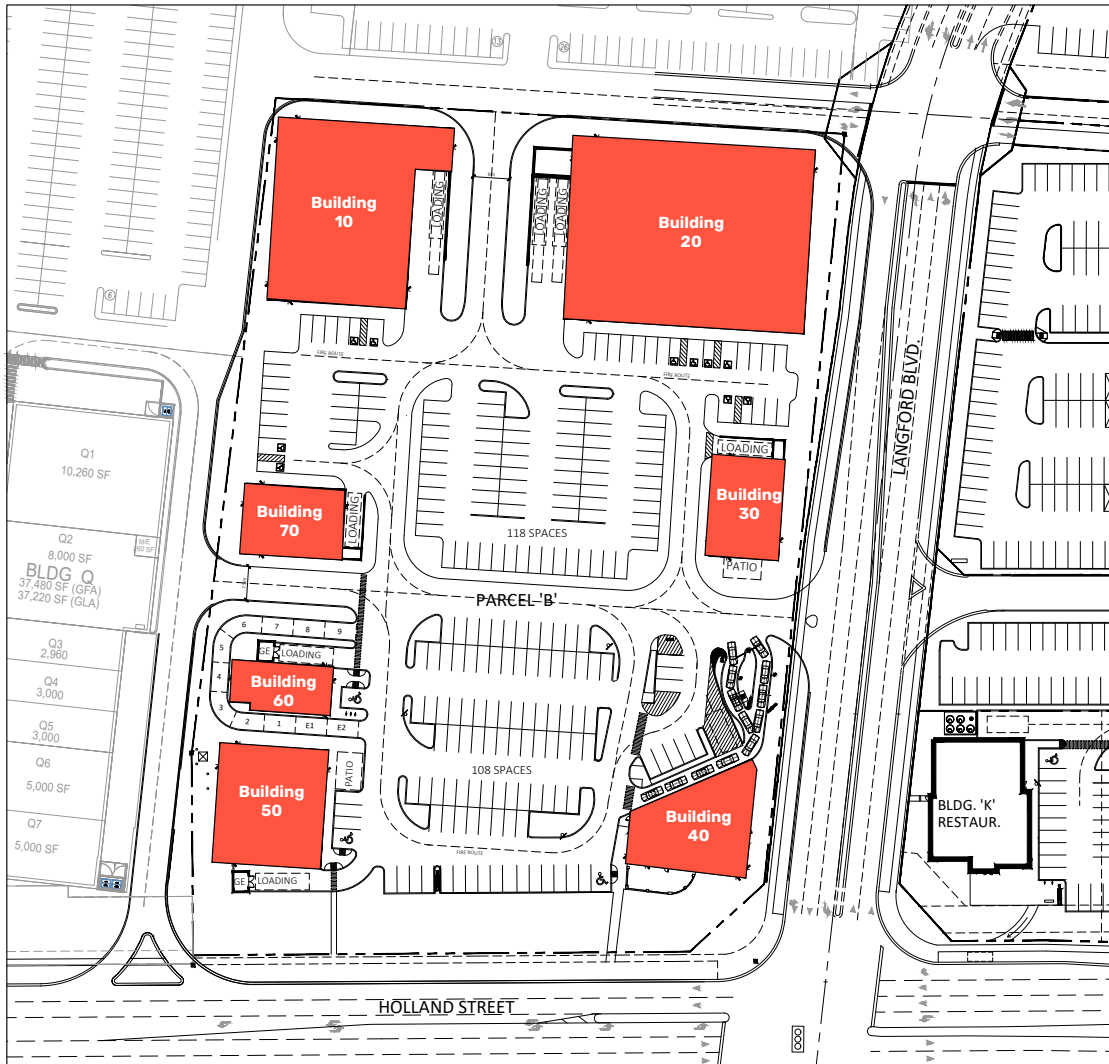 13
26
Building
10
LOADING
LOADING
LOADING
Building
20
6
FIRE ROUTE
FIRE ROUTE
LANGFORD BLVD.
Q1
10,260 SF
LOADING
Building
30
PATIO
Building
70
LOADING
118 SPACES
Q2
8,000 SF
M/E
260 SF
BLDG Q
37,480 SF (GFA)
37,220 SF (GLA)
PARCEL 'B'
Q3
2,960
Q4
3,000
Q5
3,000
Q6
5,000 SF
Q7
5,000 SF
6
7
8
9
5
GE
LOADING
4
Building
60
3
2
1
E1
E2
Building
50
PATIO
108 SPACES
FIRE ROUTE
GE
LOADING
Building
40
BLDG. 'K'
RESTAUR.
HOLLAND STREET